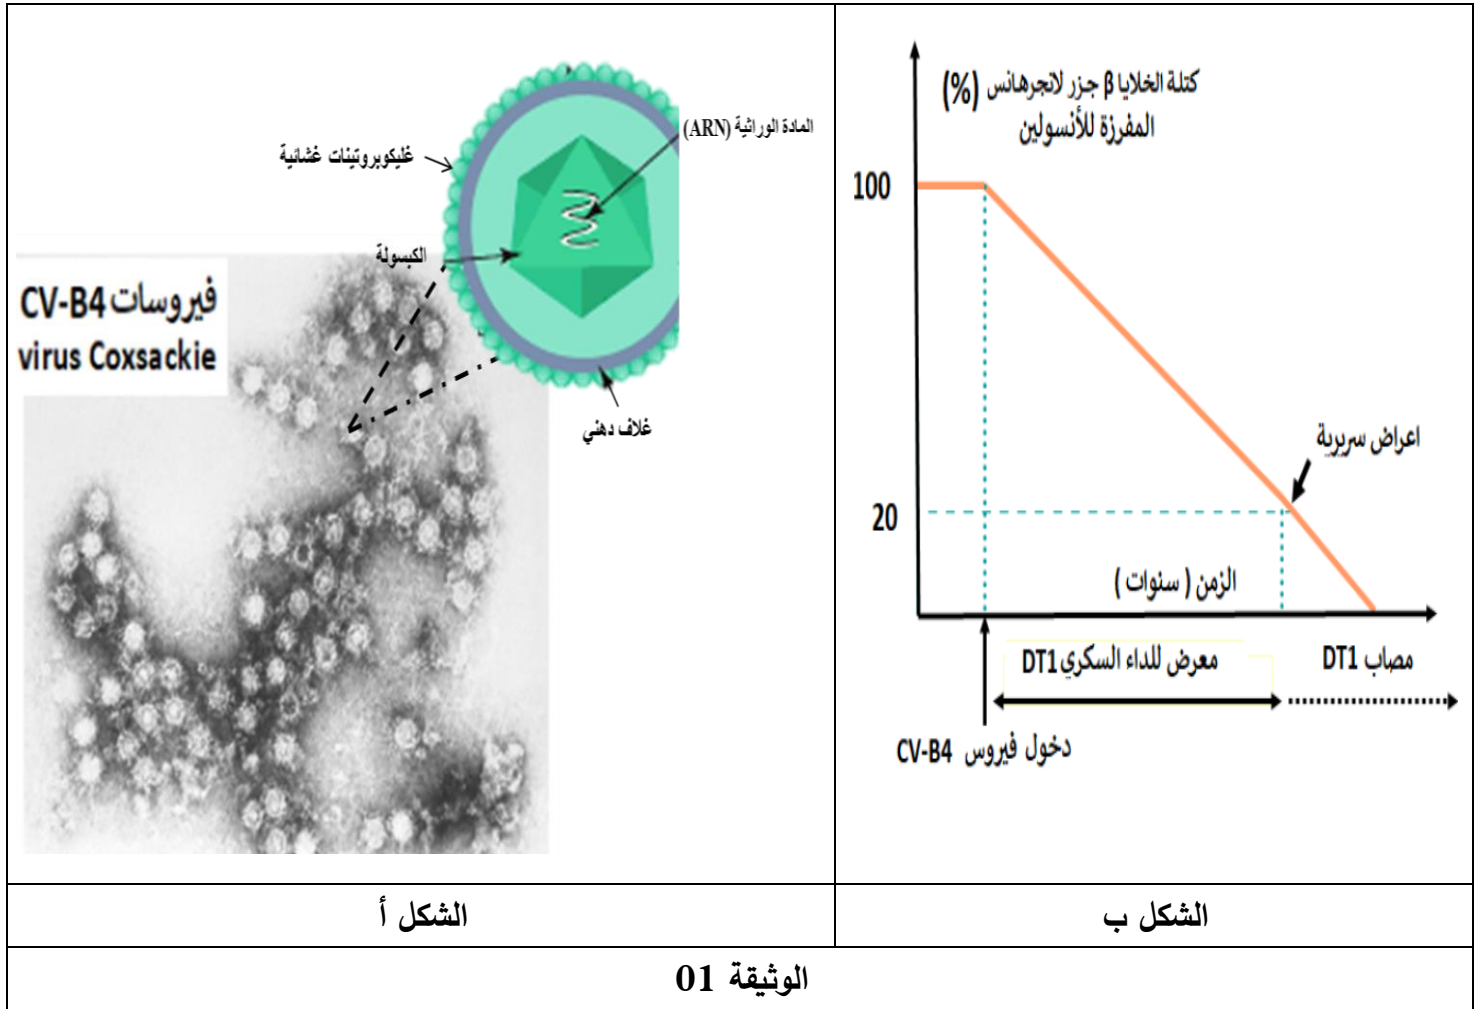 المادة الوراثية (ARN)
غليكوبروتينات غشائية
الكبسولة
غلاف دهني
فيروسات CV-B4
virus Coxsackie
الشكل أ
كتلة الخلايا β جزر لانجرهانس (%)
المفرزة للأنسولين
100
اعراض سريرية
20
الزمن ( سنوات )
معرض للداء السكري DT1
مصاب DT1
دخول فيروس CV-B4
الشكل ب
الوثيقة 01